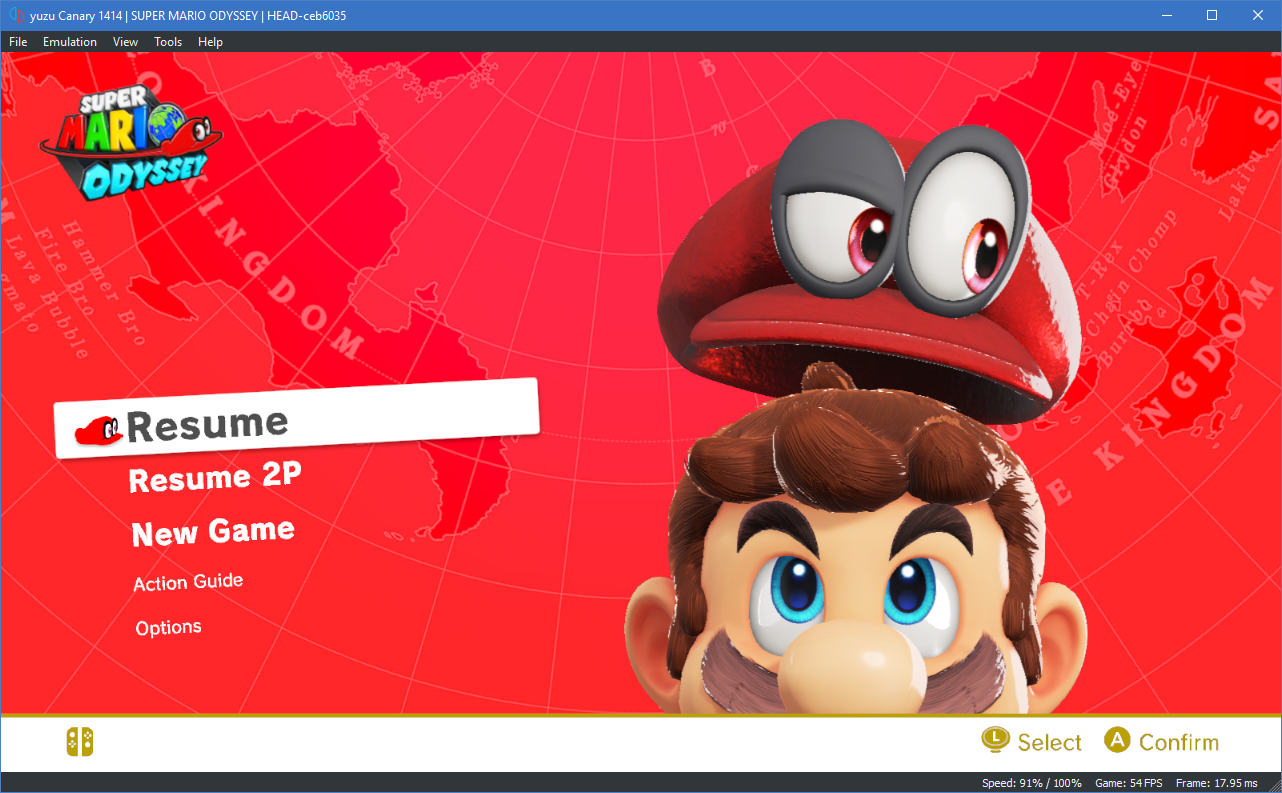 yuzu Canary 1414 | SUPER MARIO ODYSSEY | HEAD-ceb6035
File Emulation View Tools Help
SUPER
MARIO
ODYSSEY
KINGDOM
Hammer Bro
Fire Bro
Lava Bubble
B
70°
Moe-Eye
Glydon
Lakitu
T-Rex
Chain Chomp
Burrbo
E KINGDOM
Resume
Resume 2P
New Game
Action Guide
Options
L Select A Confirm
Speed: 91% / 100% Game: 54 FPS Frame: 17.95 ms